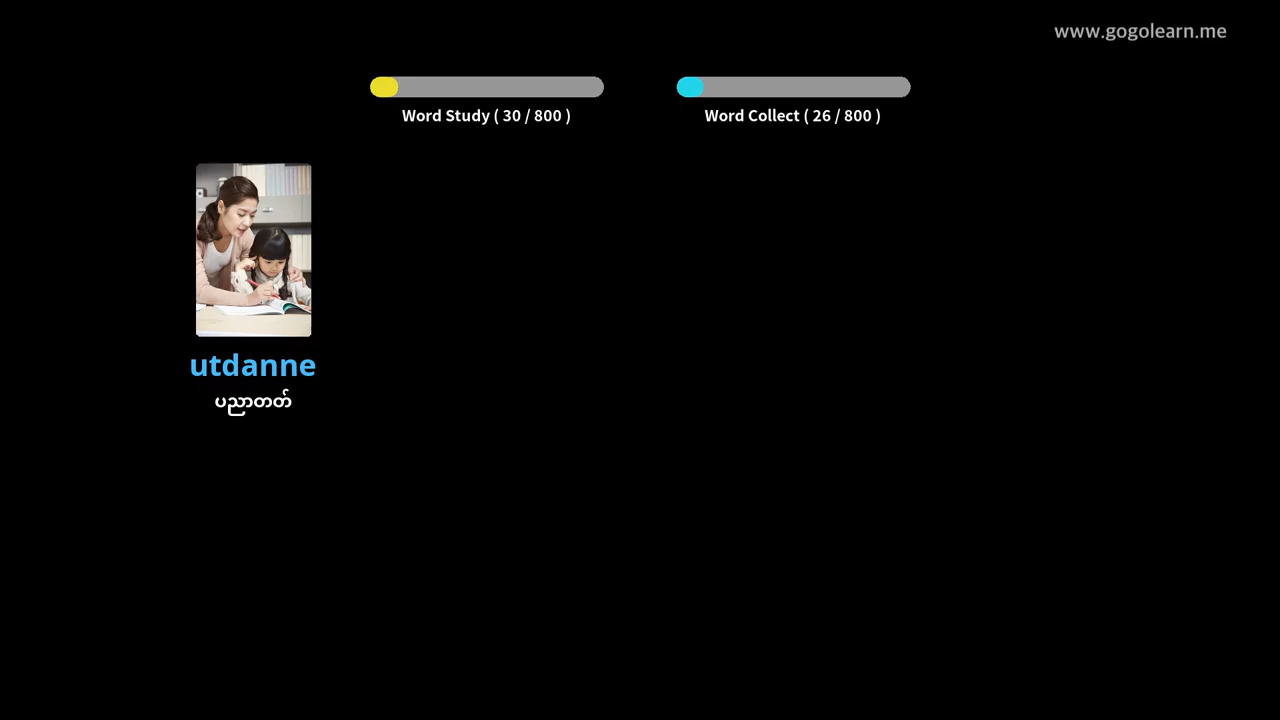 www.gogolearn.me
Word Study ( 30 / 800 )
Word Collect ( 26 / 800 )
utdanne
ပညာတတ်